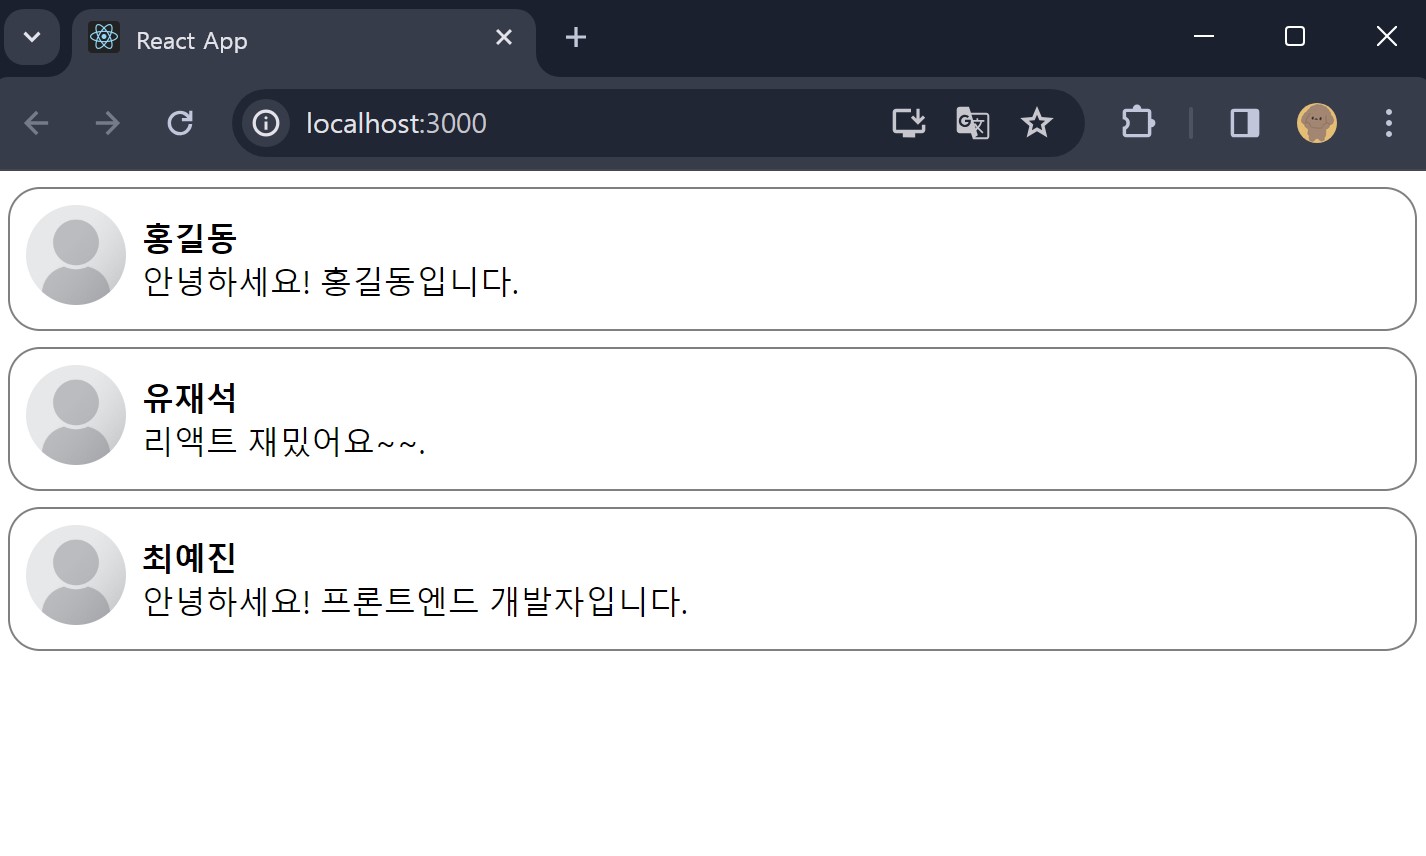 React App
localhost:3000
홍길동
안녕하세요! 홍길동입니다.
유재석
리액트 재밌어요~~.
최예진
안녕하세요! 프론트엔드 개발자입니다.